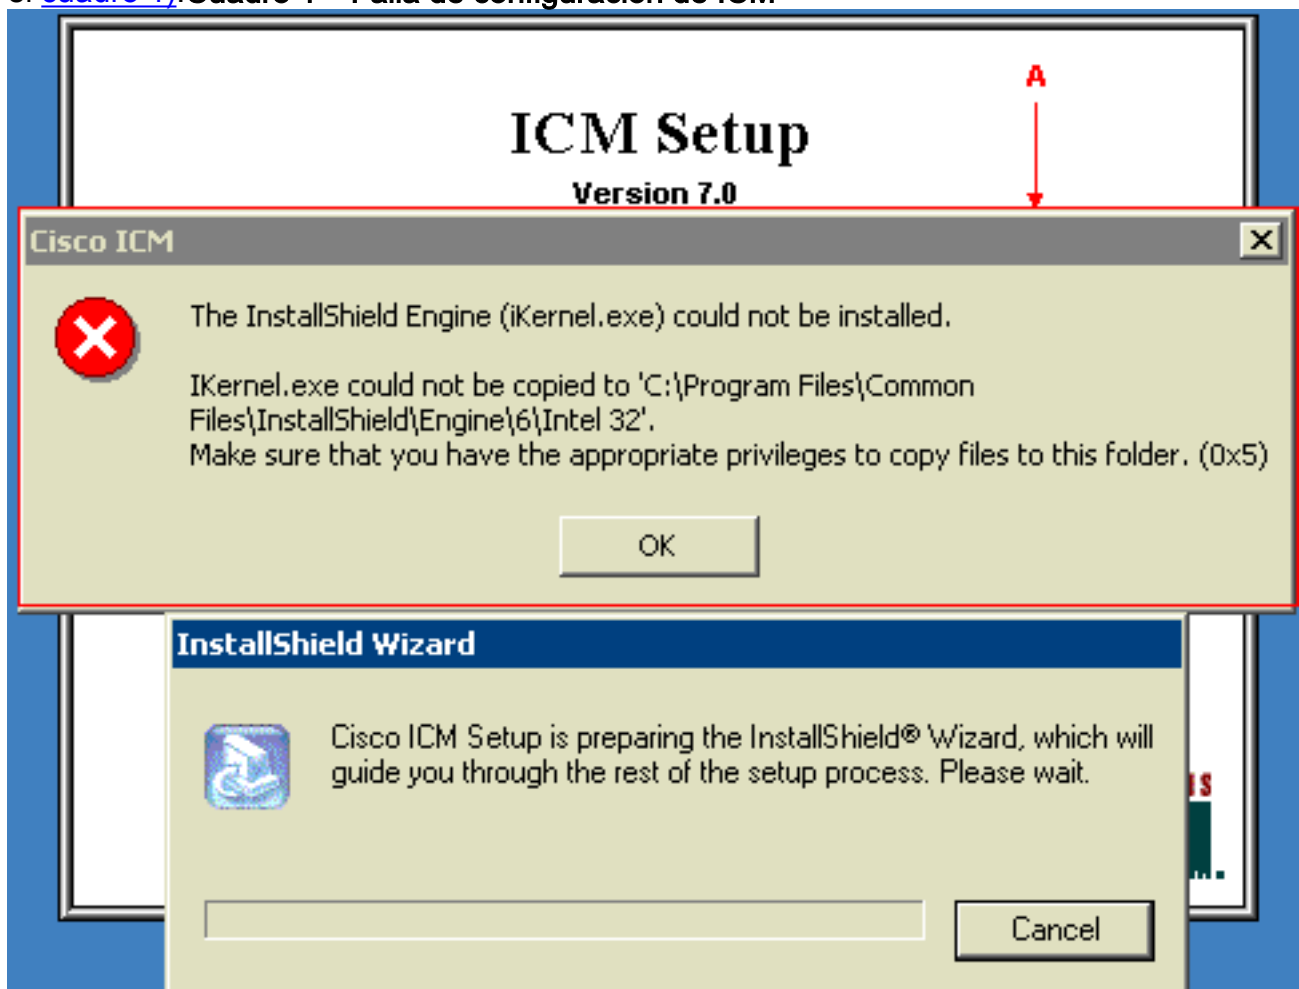 A
ICM Setup
Version 7.0
Cisco ICM
The InstallShield Engine (iKernel.exe) could not be installed.
IKernel.exe could not be copied to 'C:\Program Files\Common
Files\InstallShield\Engine\6\Intel 32'.
Make sure that you have the appropriate privileges to copy files to this folder. (0x5)
OK
InstallShield Wizard
Cisco ICM Setup is preparing the InstallShield® Wizard, which will
guide you through the rest of the setup process. Please wait.
Cancel